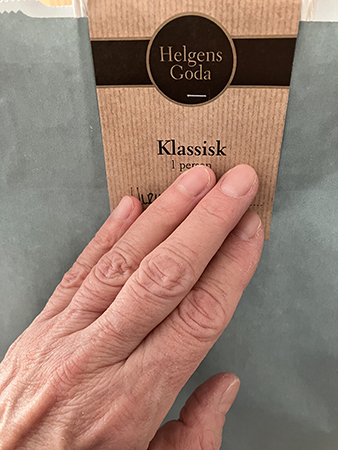 Helgens
Goda
Klassisk
1 person